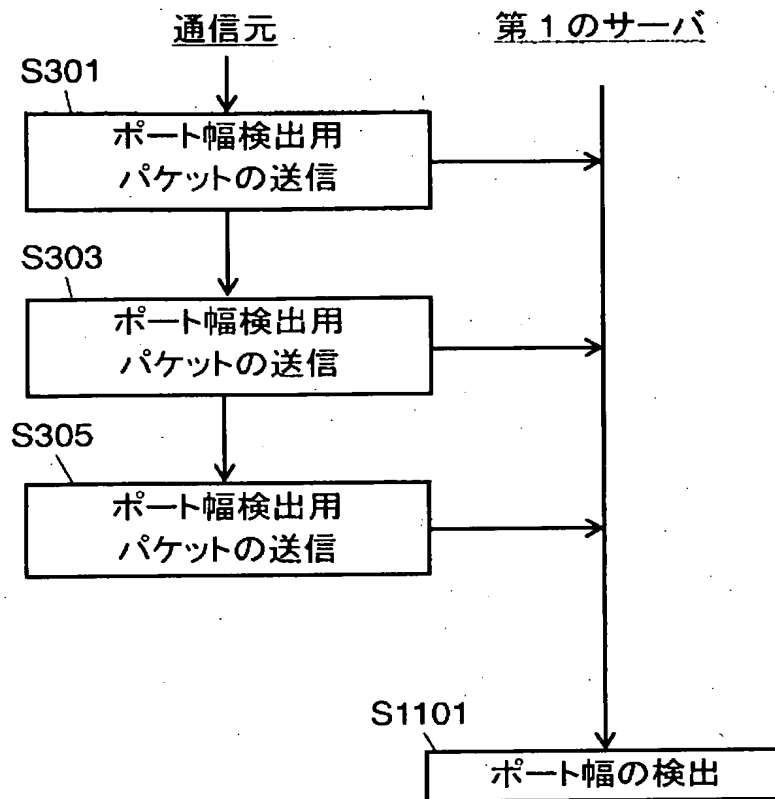 通信元
第1のサーバ
S301
ポート幅検出用
パケットの送信
S303
ポート幅検出用
パケットの送信
S305
ポート幅検出用
パケットの送信
S1101
ポート幅の検出